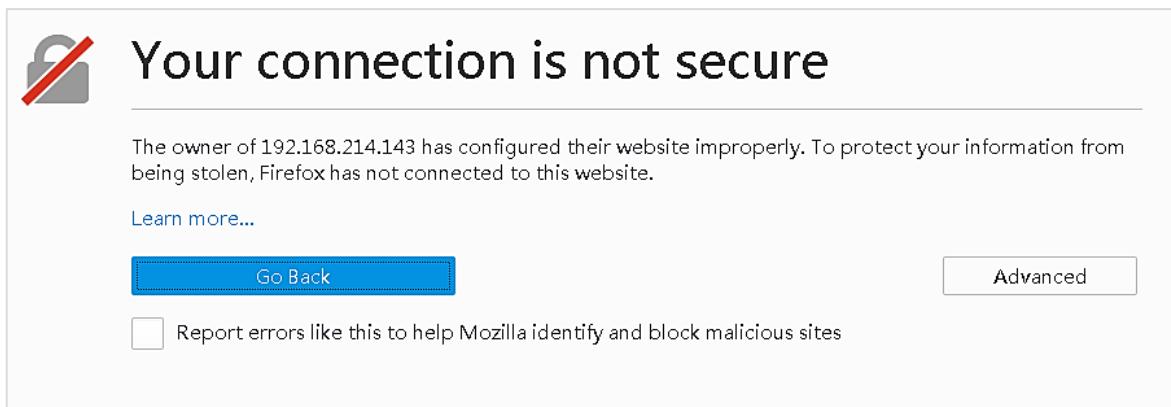 Your connection is not secure
The owner of 192.168.214.143 has configured their website improperly. To protect your information from
being stolen, Firefox has not connected to this website.
Learn more...
Go Back
Advanced
Report errors like this to help Mozilla identify and block malicious sites